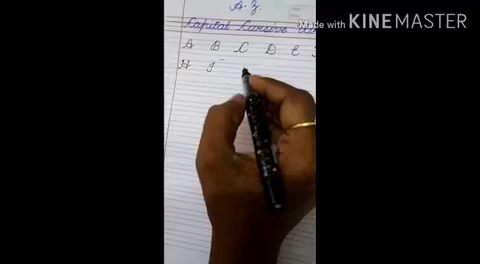 A.Z.
Made with KINEMASTER
Capital Cursive
A B C D E
H I